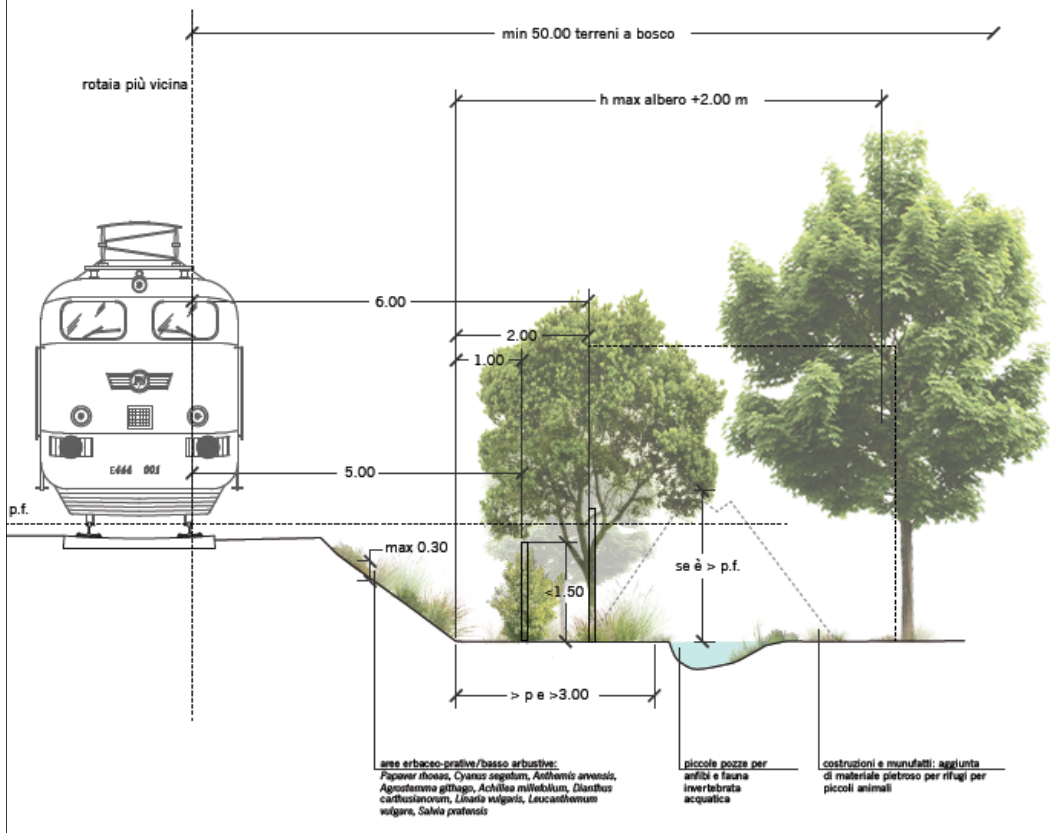 min 50.00 terreni a bosco
rotaia più vicina
h max albero +2.00 m
6.00
2.00
1.00
E464 001
5.00
p.f.
max 0.30
<1.50
se è > p.f.
> p e >3.00
aree erbaceo-prative/basso arbustive:
Papaver rhoeas, Cyanus segetum, Anthemis arvensis,
Agrostemma githago, Achillea millefolium, Dianthus
carthusianorum, Linaria vulgaris, Leucanthemum
vulgare, Salvia pratensis
piccole pozze per
anfibi e fauna
invertebrata
acquatica
costruzioni e munufatti: aggiunta
di materiale pietroso per rifugi per
piccoli animali